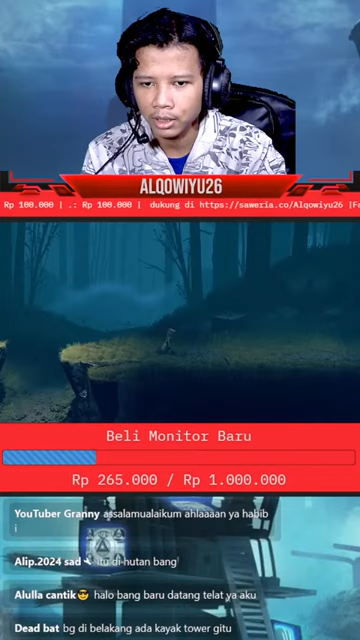 ALQOWIYU26
Rp 100.000 | .: Rp 100.000 | dukung di https://saweria.co/Alqowiyu26 |Fa
Beli Monitor Baru
Rp 265.000 / Rp 1.000.000
YouTuber Granny assalamualaikum ahlaaaan ya habib
i
Alip.2024 sad itu di hutan bang
Alulla cantik😎 halo bang baru datang telat ya aku
Dead bat bg di belakang ada kayak tower gitu